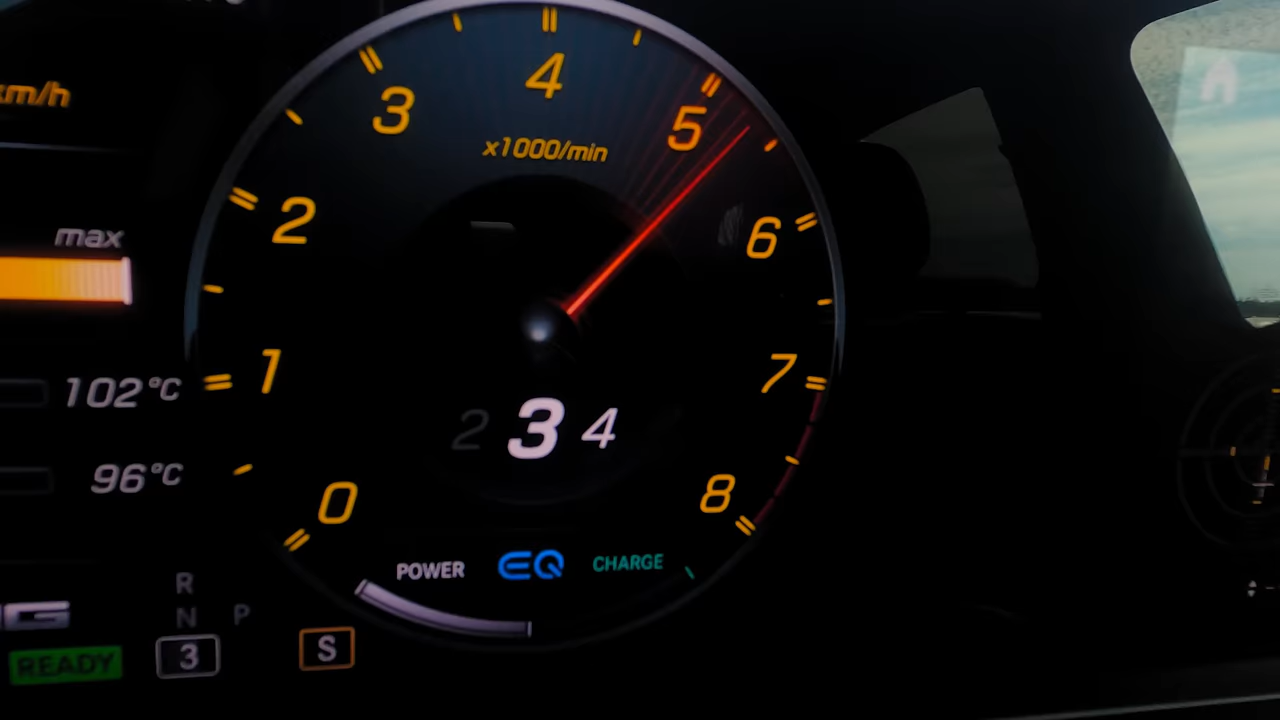 km/h
4
3
5
x1000/min
2
6
max
1
7
102°C
2 3 4
96°C
0
8
POWER EQ CHARGE
R
N P
G
READY
3 S